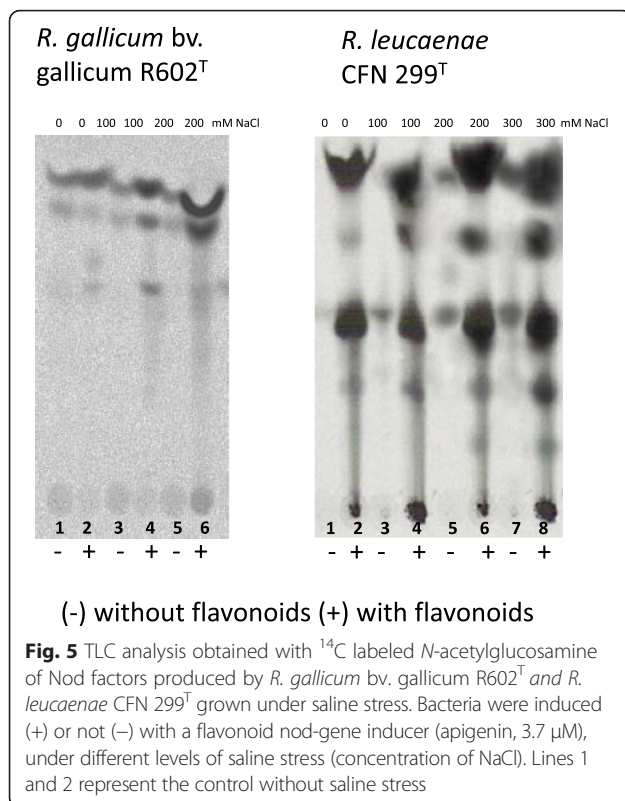 R. gallicum bv.
gallicum R602ᵀ
R. leucaenae
CFN 299ᵀ
0 0 100 100 200 200 mM NaCl
0 0 100 100 200 200 300 300 mM NaCl
1 2 3 4 5 6
- + - + - +
1 2 3 4 5 6 7 8
- + - + - + - +
(-) without flavonoids (+) with flavonoids
Fig. 5 TLC analysis obtained with ¹⁴C labeled N-acetylglucosamine
of Nod factors produced by R. gallicum bv. gallicum R602ᵀ and R.
leucaenae CFN 299ᵀ grown under saline stress. Bacteria were induced
(+) or not (−) with a flavonoid nod-gene inducer (apigenin, 3.7 μM),
under different levels of saline stress (concentration of NaCl). Lines 1
and 2 represent the control without saline stress